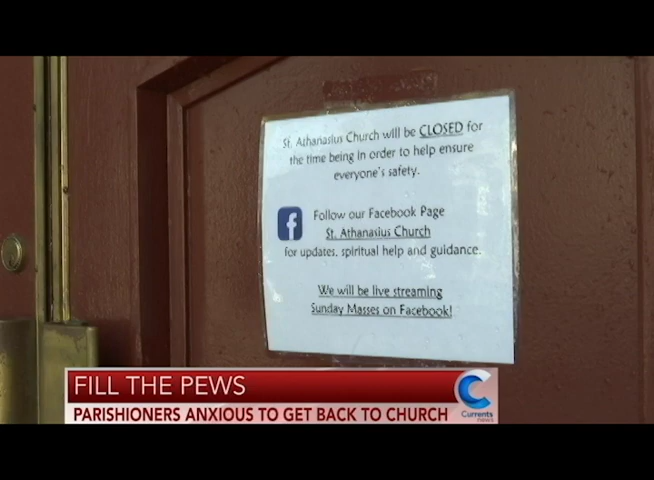 St. Athanasius Church will be CLOSED for
the time being in order to help ensure
everyone's safety.
f
Follow our Facebook Page
St. Athanasius Church
for updates, spiritual help and guidance.
We will be live streaming
Sunday Masses on Facebook!
FILL THE PEWS
PARISHIONERS ANXIOUS TO GET BACK TO CHURCH
C
Currents
news